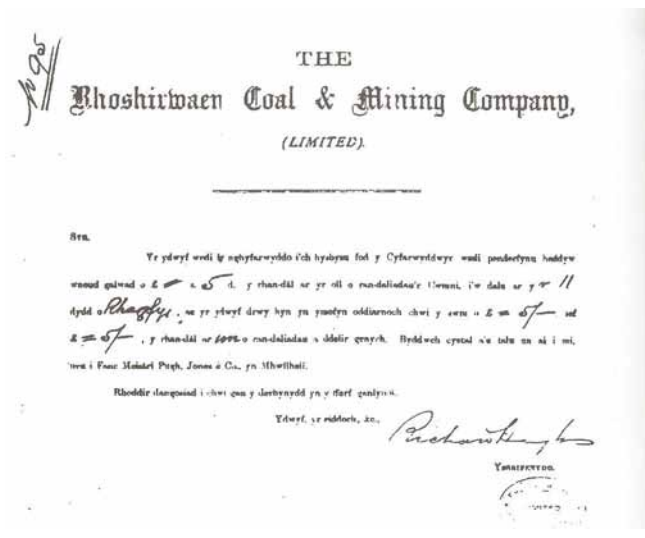 No 95
THE
Rhoshirwaen Coal & Mining Company,
(LIMITED).
SYR,
Yr ydwyf wedi fy nghyfarwyddo i'ch hysbysu fod y Cyfarwyddwyr wedi penderfynu heddyw
wneud galwad o £ = s 5 d. y rhan-dâl ar yr oll o ran-daliadau'r Cwmni, i'w dalu ar y r 11
dydd o Rhagfyr, ac yr ydwyf drwy hyn yn ymofyn oddiarnoch chwi y swm o £ = 5/- sef
£ = 5/-, y rhan-dâl ar o ran-daliadau a ddelir genych. Byddwch cystal a'u talu un ai i mi,
neu i Fanc Meistri Pugh, Jones & Co., yn Mhwllheli.
Rhoddir dangosiad i chwi gan y derbynydd yn y ffurf ganlynol.
Ydwyf, yr eiddoch, &c.,
Richard Hughes
YSGRIFENYDD.